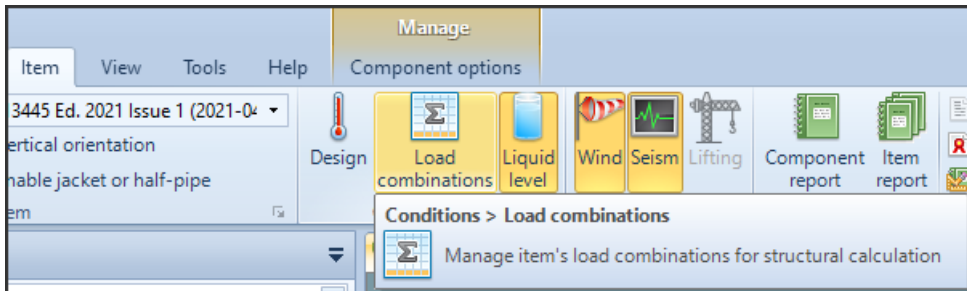 Manage
Item View Tools Help Component options
3445 Ed. 2021 Issue 1 (2021-04
ertical orientation
nable jacket or half-pipe
em
Design
Load combinations
Liquid level
Wind
Seism
Lifting
Component report
Item report
Conditions > Load combinations
Manage item's load combinations for structural calculation